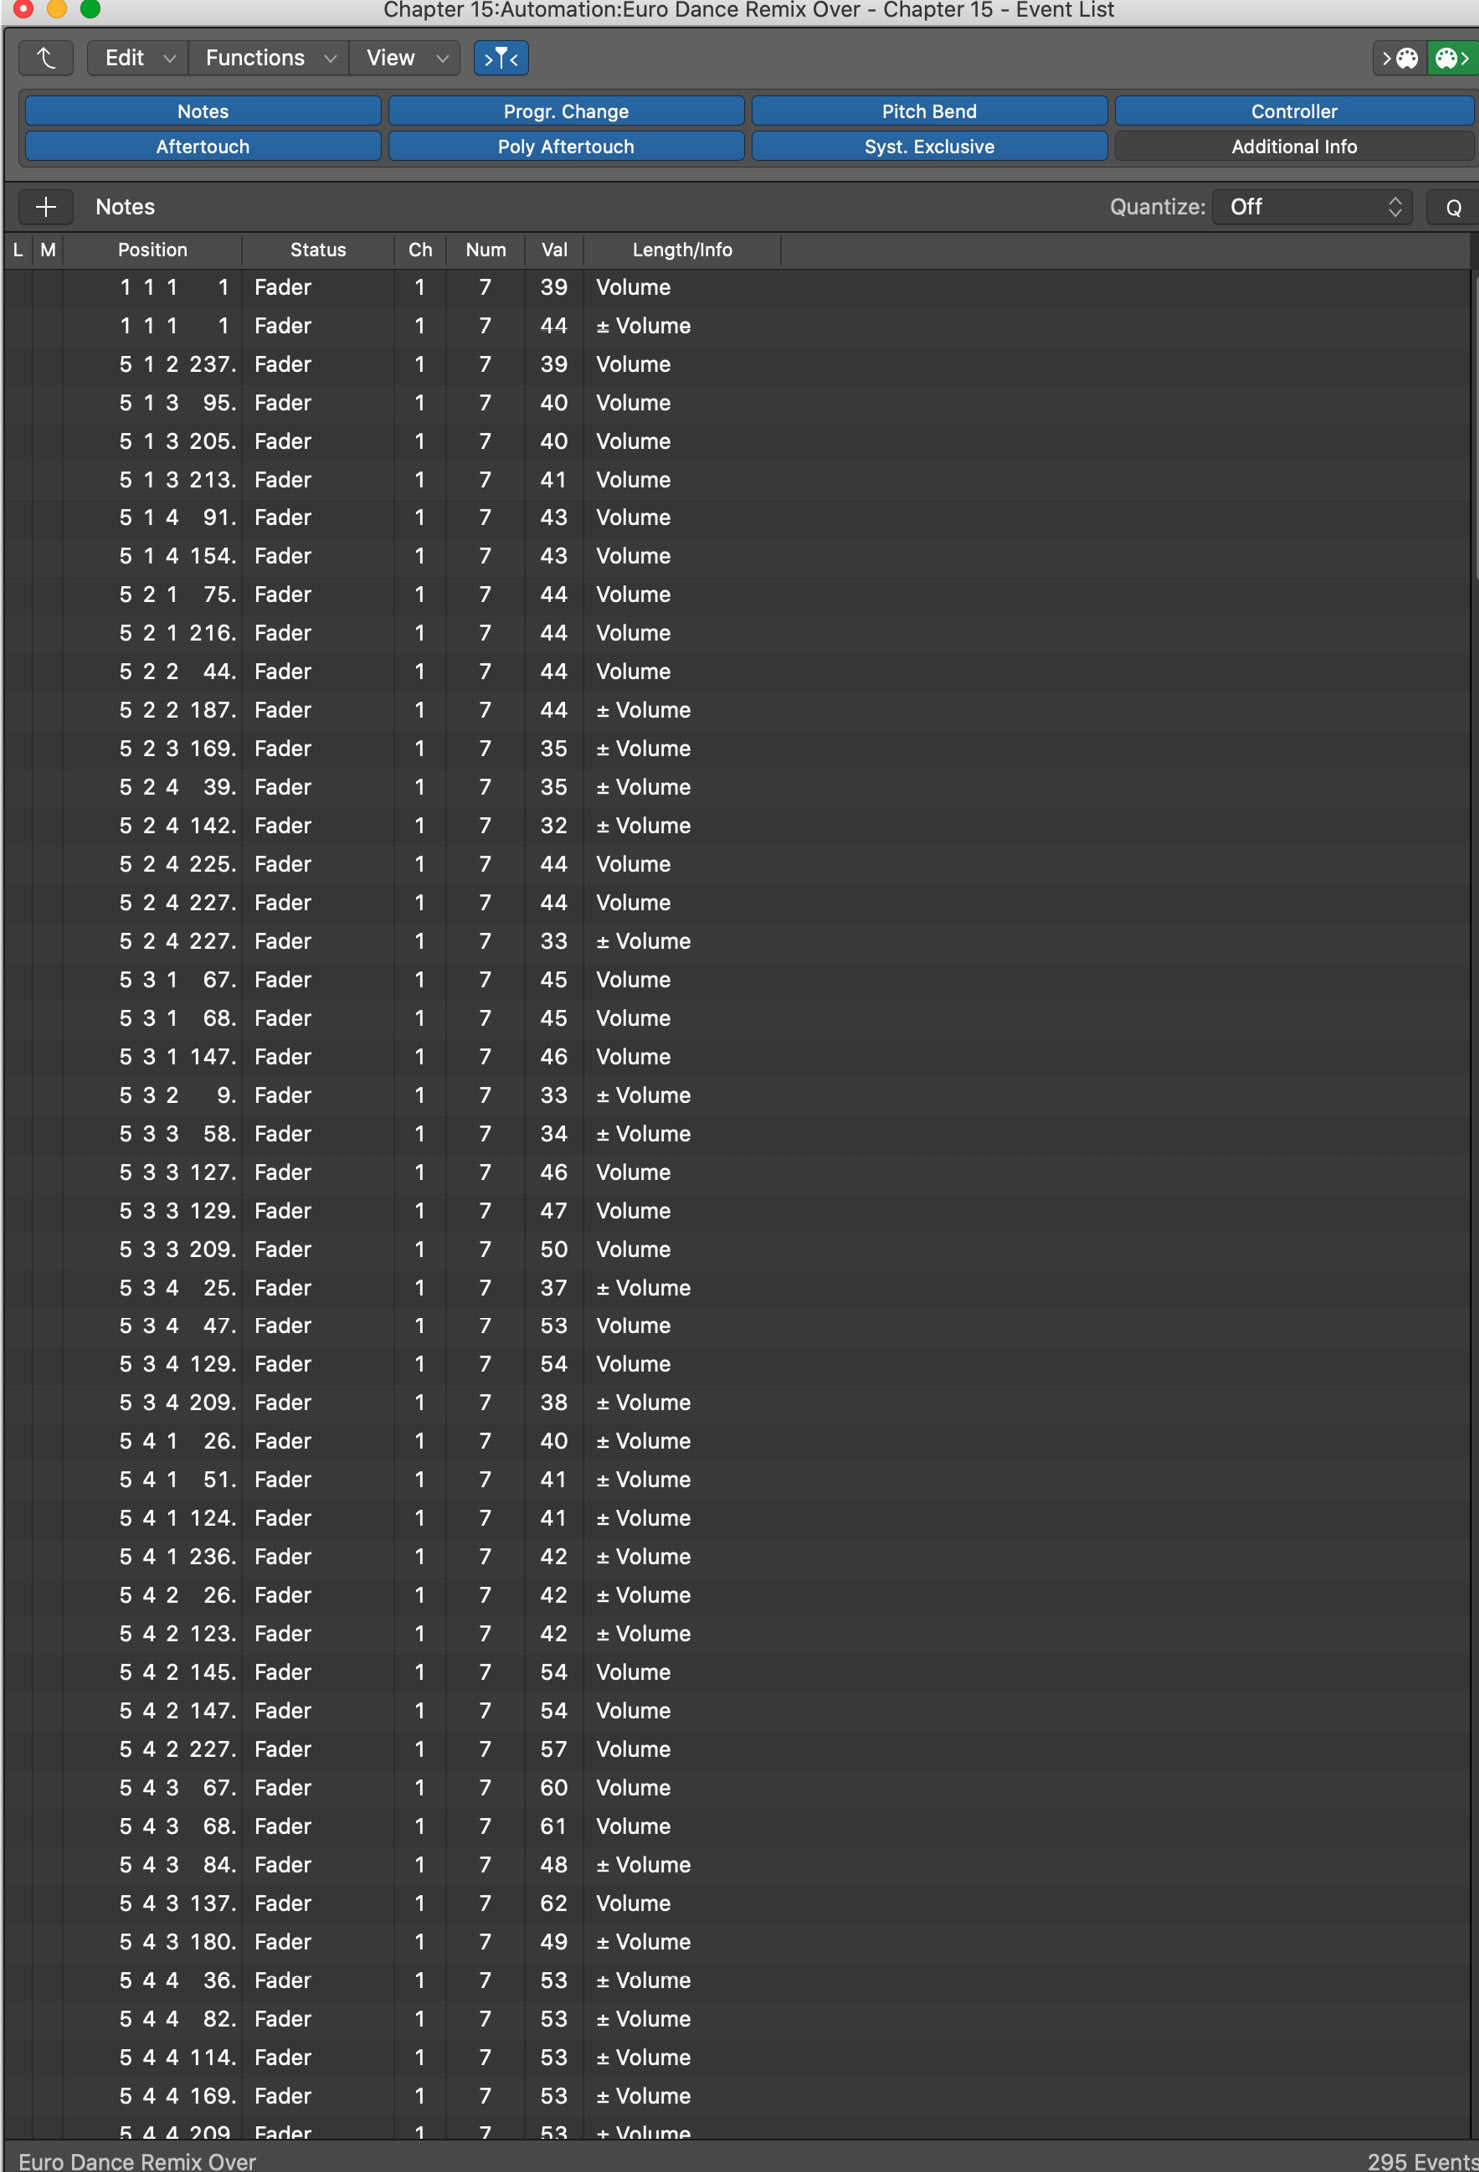 Chapter 15:Automation:Euro Dance Remix Over - Chapter 15 - Event List
Edit Functions View
Notes Progr. Change Pitch Bend Controller
Aftertouch Poly Aftertouch Syst. Exclusive Additional Info
+ Notes Quantize: Off Q
L M Position Status Ch Num Val Length/Info
1 1 1 1 Fader 1 7 39 Volume
1 1 1 1 Fader 1 7 44 ± Volume
5 1 2 237. Fader 1 7 39 Volume
5 1 3 95. Fader 1 7 40 Volume
5 1 3 205. Fader 1 7 40 Volume
5 1 3 213. Fader 1 7 41 Volume
5 1 4 91. Fader 1 7 43 Volume
5 1 4 154. Fader 1 7 43 Volume
5 2 1 75. Fader 1 7 44 Volume
5 2 1 216. Fader 1 7 44 Volume
5 2 2 44. Fader 1 7 44 Volume
5 2 2 187. Fader 1 7 44 ± Volume
5 2 3 169. Fader 1 7 35 ± Volume
5 2 4 39. Fader 1 7 35 ± Volume
5 2 4 142. Fader 1 7 32 ± Volume
5 2 4 225. Fader 1 7 44 Volume
5 2 4 227. Fader 1 7 44 Volume
5 2 4 227. Fader 1 7 33 ± Volume
5 3 1 67. Fader 1 7 45 Volume
5 3 1 68. Fader 1 7 45 Volume
5 3 1 147. Fader 1 7 46 Volume
5 3 2 9. Fader 1 7 33 ± Volume
5 3 3 58. Fader 1 7 34 ± Volume
5 3 3 127. Fader 1 7 46 Volume
5 3 3 129. Fader 1 7 47 Volume
5 3 3 209. Fader 1 7 50 Volume
5 3 4 25. Fader 1 7 37 ± Volume
5 3 4 47. Fader 1 7 53 Volume
5 3 4 129. Fader 1 7 54 Volume
5 3 4 209. Fader 1 7 38 ± Volume
5 4 1 26. Fader 1 7 40 ± Volume
5 4 1 51. Fader 1 7 41 ± Volume
5 4 1 124. Fader 1 7 41 ± Volume
5 4 1 236. Fader 1 7 42 ± Volume
5 4 2 26. Fader 1 7 42 ± Volume
5 4 2 123. Fader 1 7 42 ± Volume
5 4 2 145. Fader 1 7 54 Volume
5 4 2 147. Fader 1 7 54 Volume
5 4 2 227. Fader 1 7 57 Volume
5 4 3 67. Fader 1 7 60 Volume
5 4 3 68. Fader 1 7 61 Volume
5 4 3 84. Fader 1 7 48 ± Volume
5 4 3 137. Fader 1 7 62 Volume
5 4 3 180. Fader 1 7 49 ± Volume
5 4 4 36. Fader 1 7 53 ± Volume
5 4 4 82. Fader 1 7 53 ± Volume
5 4 4 114. Fader 1 7 53 ± Volume
5 4 4 169. Fader 1 7 53 ± Volume
5 4 4 209 Fader 1 7 53 ± Volume
Euro Dance Remix Over 295 Events